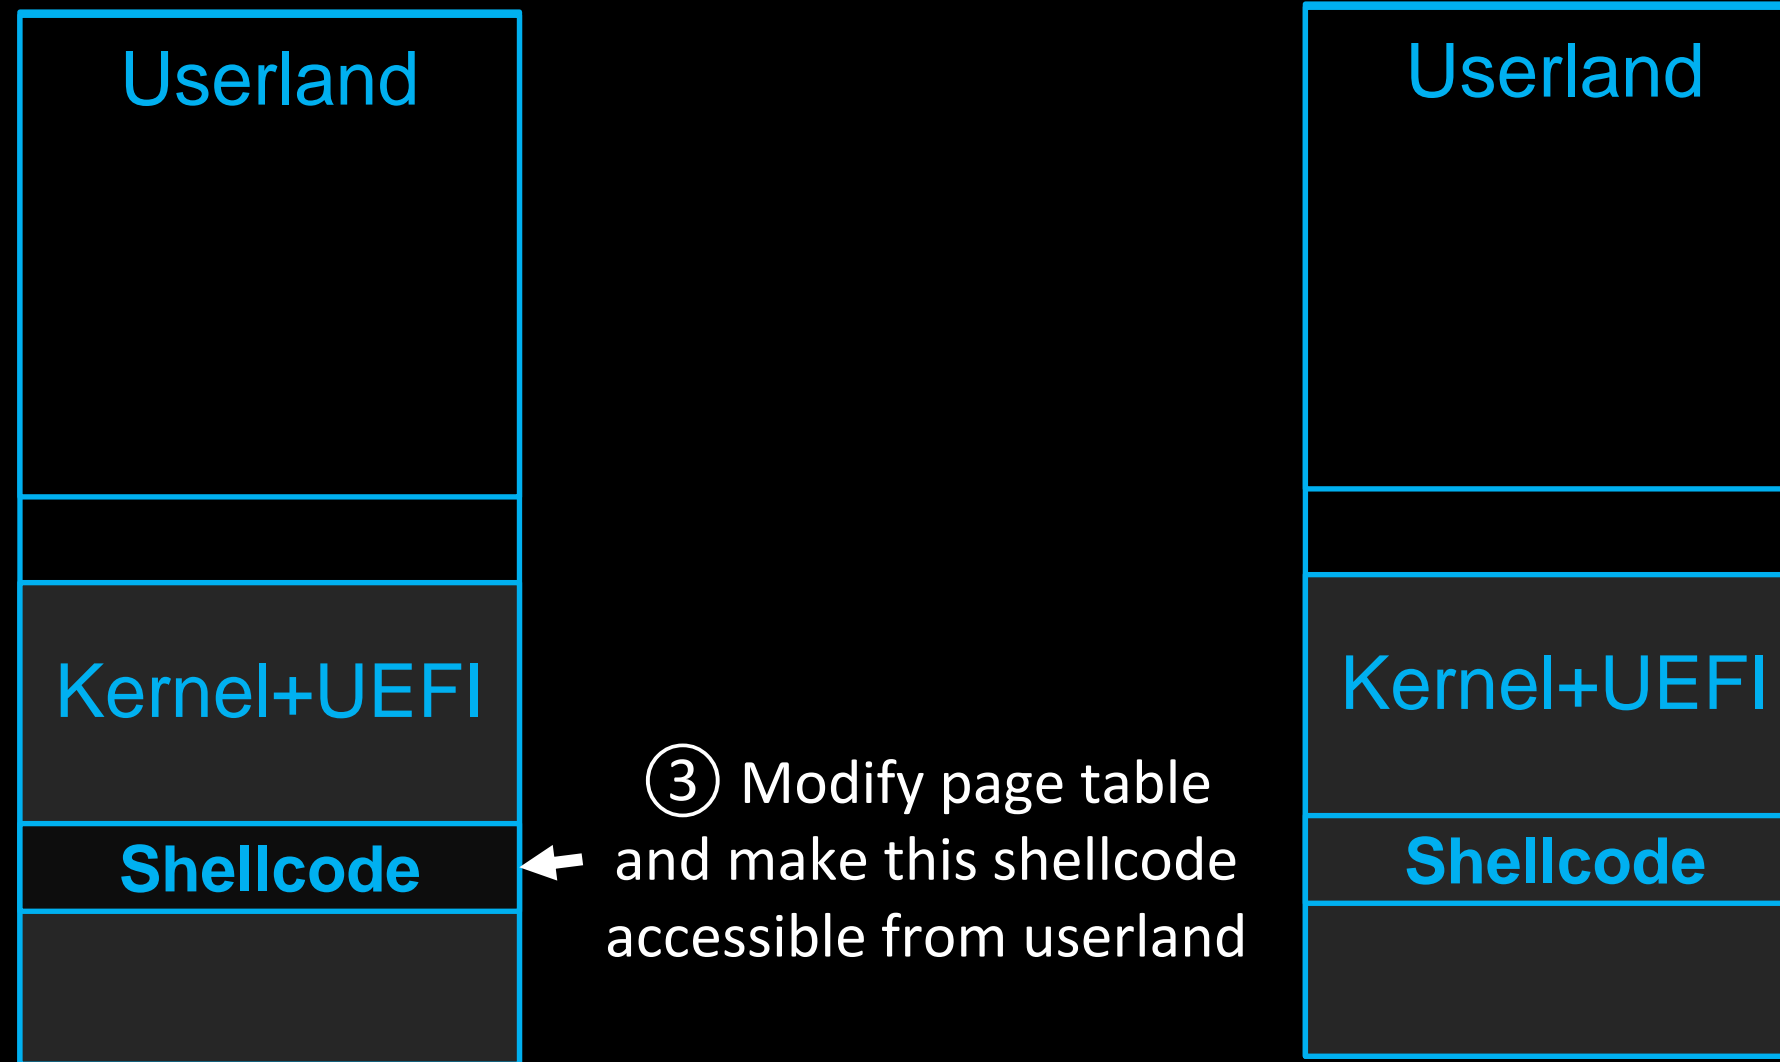 Userland
Kernel+UEFI
Shellcode
③ Modify page table
and make this shellcode
accessible from userland
Userland
Kernel+UEFI
Shellcode